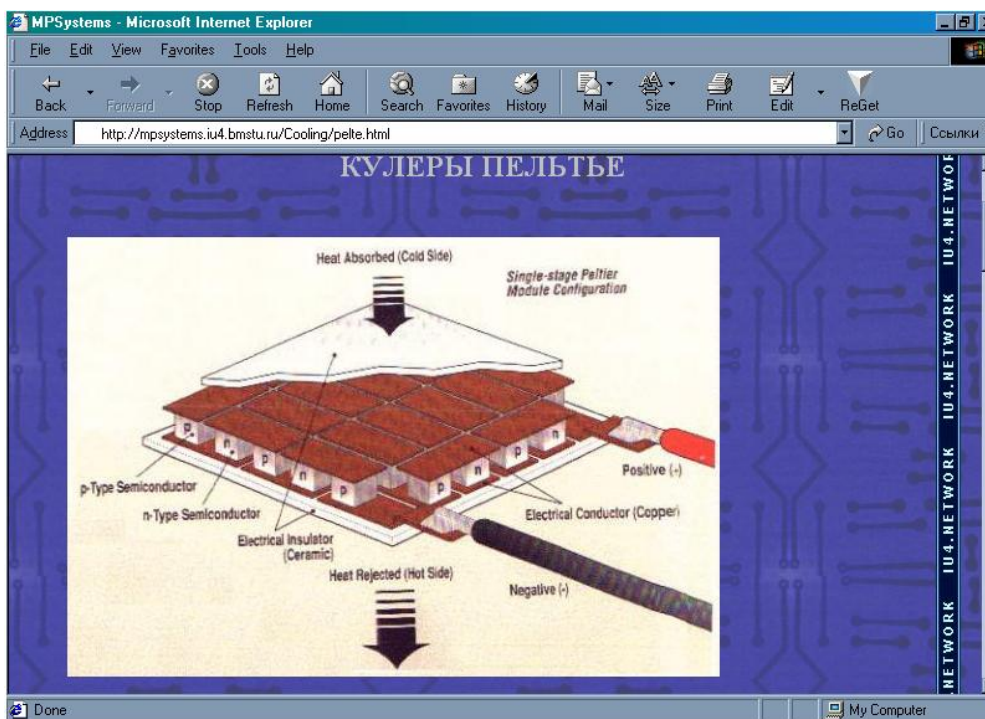 MPSystems - Microsoft Internet Explorer
File Edit View Favorites Tools Help
Back Forward Stop Refresh Home Search Favorites History Mail Size Print Edit ReGet
Address http://mpsystems.iu4.bmstu.ru/Cooling/pelte.html Go Ссылки
КУЛЕРЫ ПЕЛЬТЬЕ
Heat Absorbed (Cold Side)
Single-stage Peltier
Module Configuration
p n p n p p n p n
Positive (-)
p-Type Semiconductor
n-Type Semiconductor
Electrical Conductor (Copper)
Electrical Insulator
(Ceramic)
Heat Rejected (Hot Side)
Negative (-)
IU4.NETWORK IU4.NETWORK IU4.NETWORK
Done My Computer